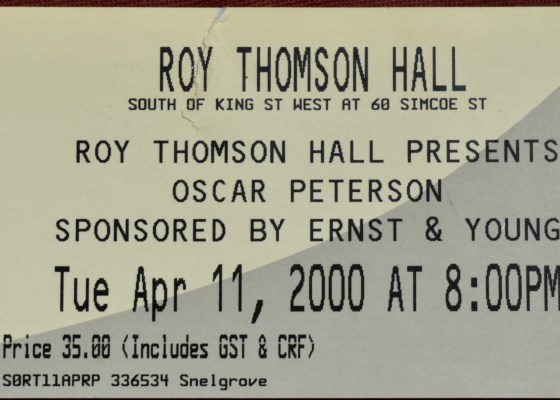 ROY THOMSON HALL
SOUTH OF KING ST WEST AT 60 SIMCOE ST
ROY THOMSON HALL PRESENTS
OSCAR PETERSON
SPONSORED BY ERNST & YOUNG
Tue Apr 11, 2000 AT 8:00PM
Price 35.00 (Includes GST & CRF)
SØRT11APRP 336534 Snelgrove